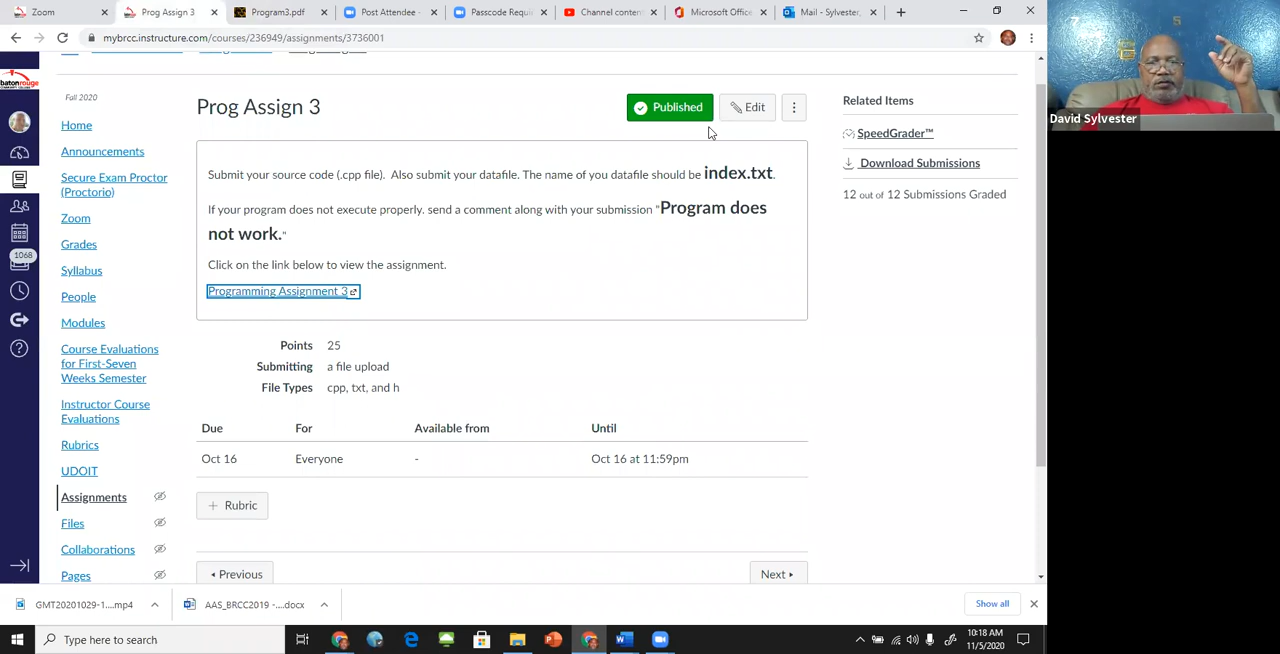 Zoom
Prog Assign 3
Program3.pdf
Post Attendee -
Passcode Requi
Channel conten
Microsoft Office
Mail - Sylvester,
mybrcc.instructure.com/courses/236949/assignments/3736001
batonrouge
Fall 2020
Home
Announcements
Secure Exam Proctor
(Proctorio)
Zoom
Grades
Syllabus
People
Modules
Course Evaluations
for First-Seven
Weeks Semester
Instructor Course
Evaluations
Rubrics
UDOIT
Assignments
Files
Collaborations
Pages
1068
Prog Assign 3
Published
Edit
Submit your source code (.cpp file). Also submit your datafile. The name of you datafile should be index.txt.
If your program does not execute properly. send a comment along with your submission "Program does
not work."
Click on the link below to view the assignment.
Programming Assignment 3
Points 25
Submitting a file upload
File Types cpp, txt, and h
Due For Available from Until
Oct 16 Everyone - Oct 16 at 11:59pm
+ Rubric
Previous
Next
Related Items
SpeedGrader™
Download Submissions
12 out of 12 Submissions Graded
David Sylvester
GMT20201029-1....mp4
AAS_BRCC2019 -....docx
Show all
Type here to search
10:18 AM
11/5/2020